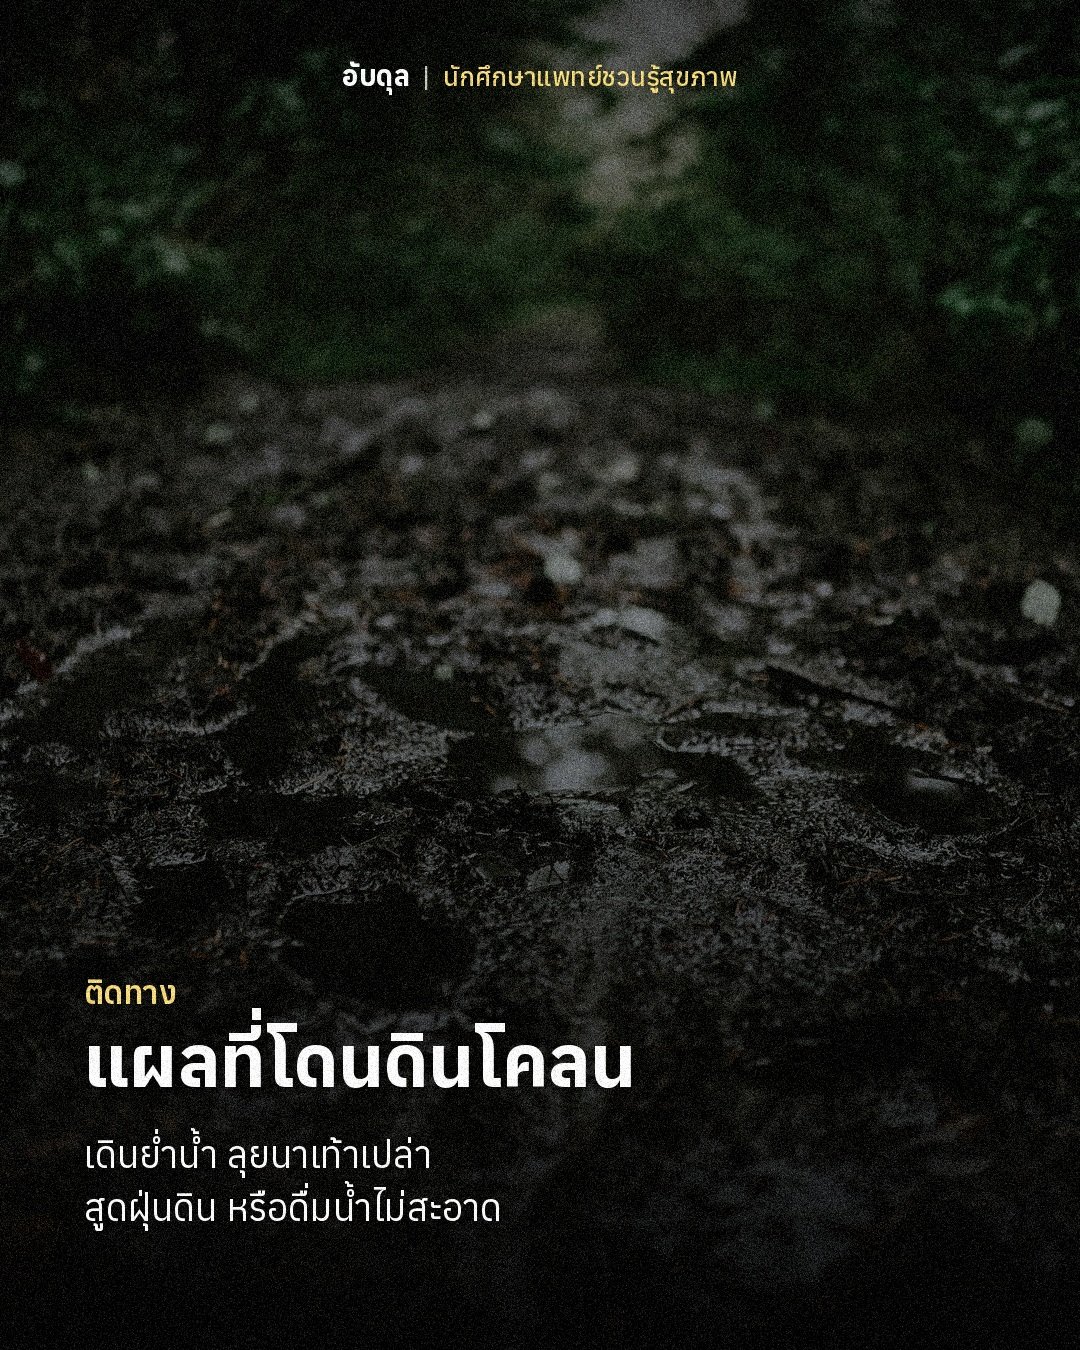 อับดุล | นักศึกษาแพทย์ชวนรู้สุขภาพ
ติดทาง
แผลที่โดนดินโคลน
เดินย่ำน้ำ ลุยนาเท้าเปล่า
สูดฝุ่นดิน หรือดื่มน้ำไม่สะอาด